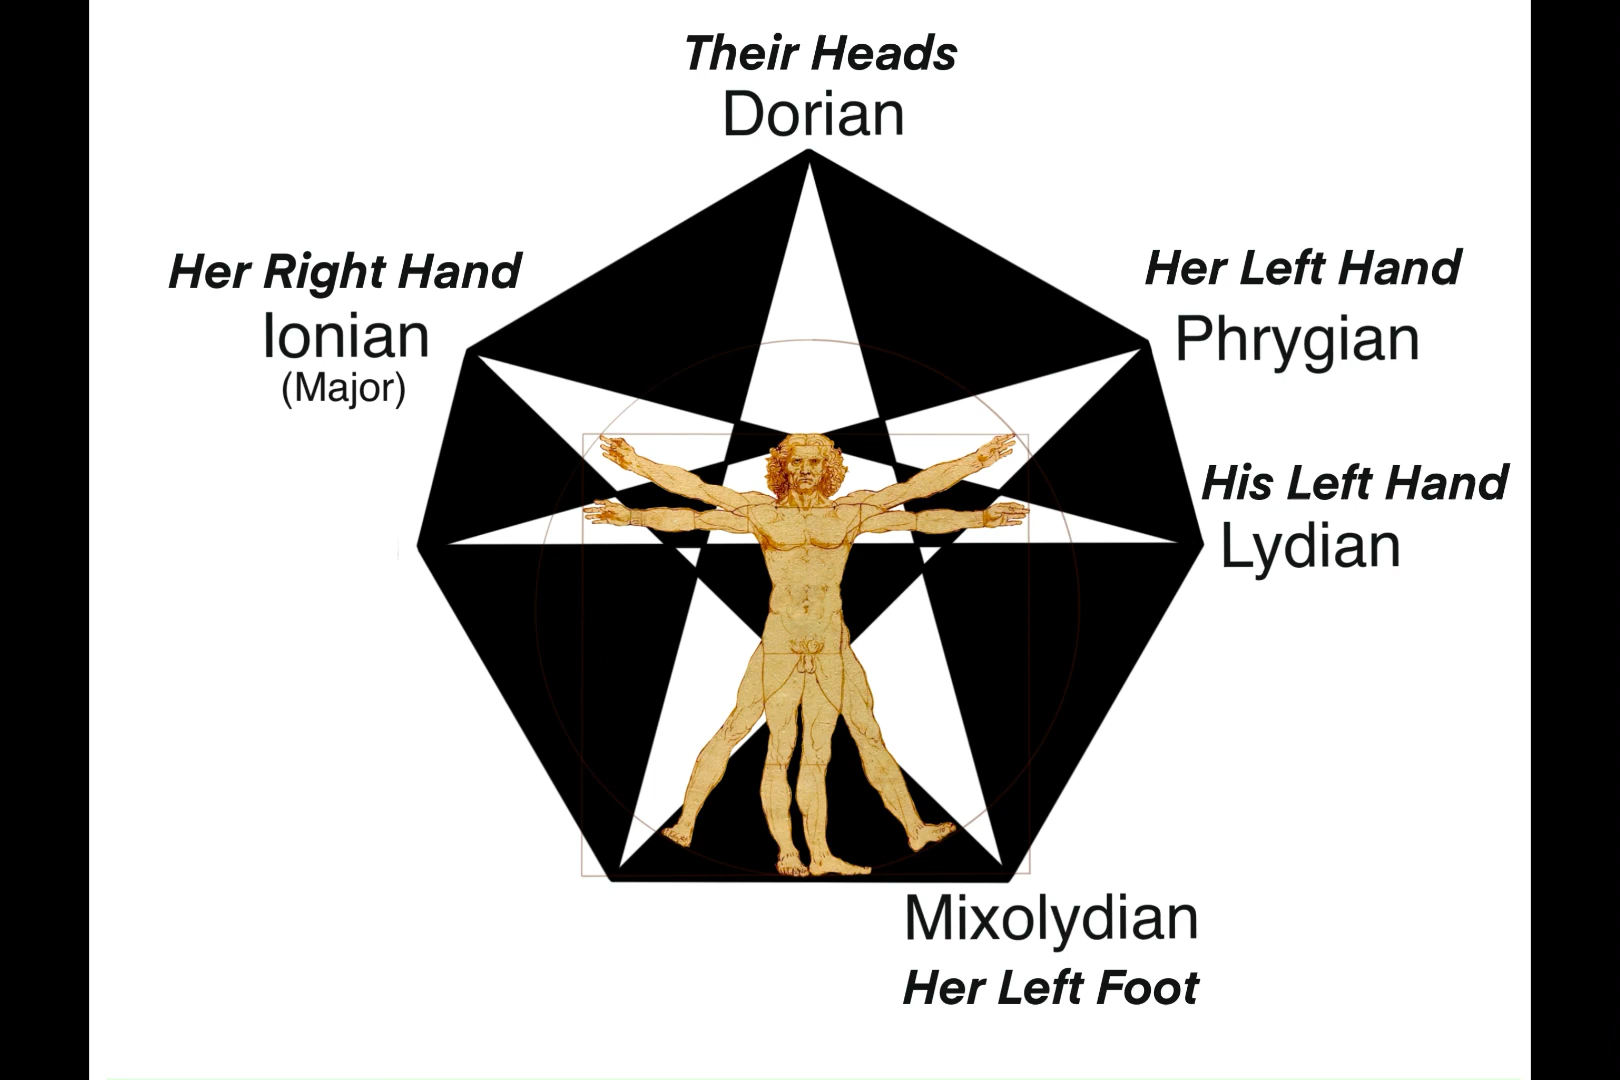 Their Heads
Dorian
Her Right Hand
Ionian
(Major)
Her Left Hand
Phrygian
His Left Hand
Lydian
Mixolydian
Her Left Foot